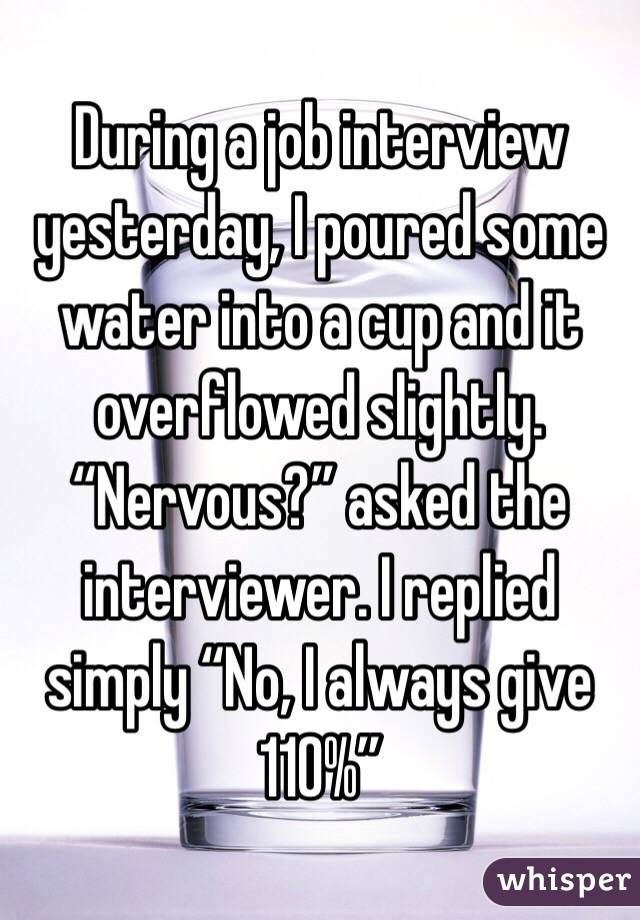 During a job interview
yesterday, I poured some
water into a cup and it
overflowed slightly.
“Nervous?” asked the
interviewer. I replied
simply “No, I always give
110%”
whisper